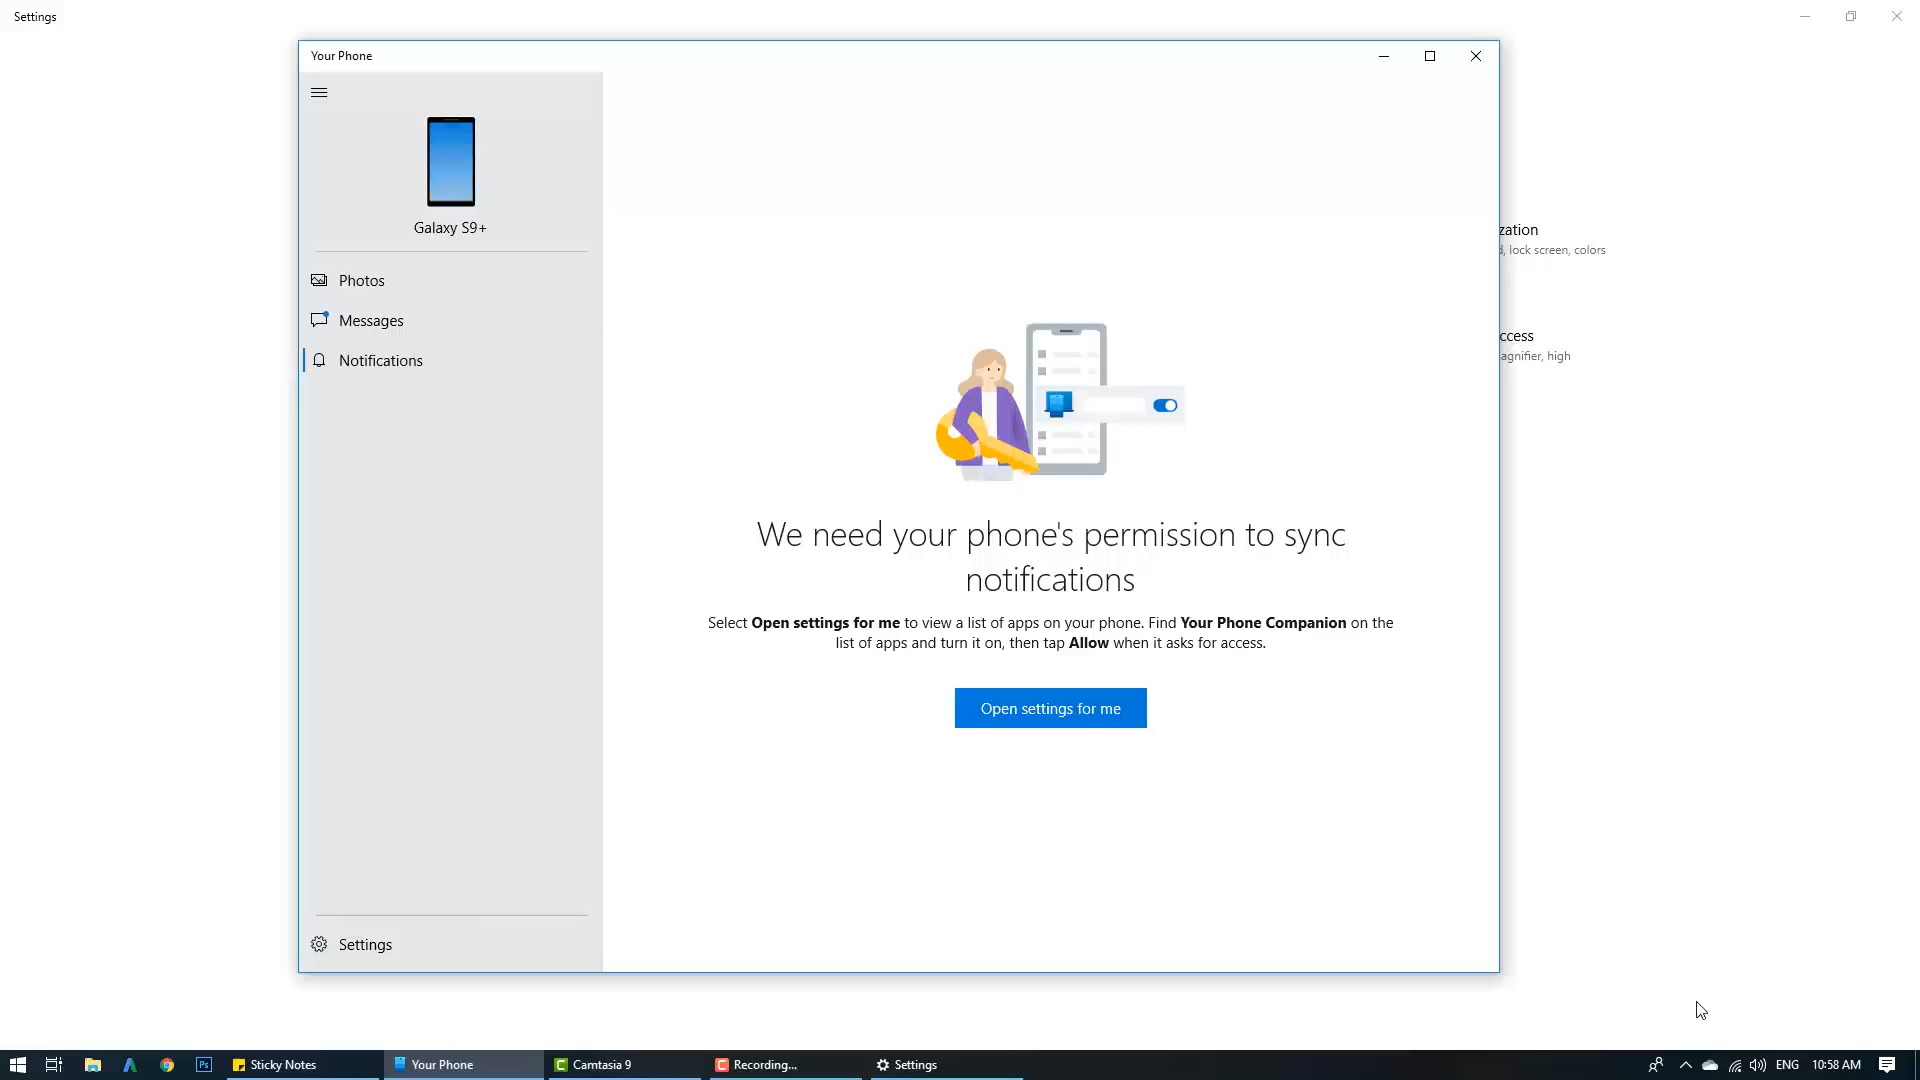 Settings
Your Phone
Galaxy S9+
Photos
Messages
Notifications
We need your phone's permission to sync
notifications
Select Open settings for me to view a list of apps on your phone. Find Your Phone Companion on the
list of apps and turn it on, then tap Allow when it asks for access.
Open settings for me
Settings
zation
d, lock screen, colors
ccess
agnifier, high
Ps
Sticky Notes
Your Phone
Camtasia 9
Recording...
Settings
ENG
10:58 AM